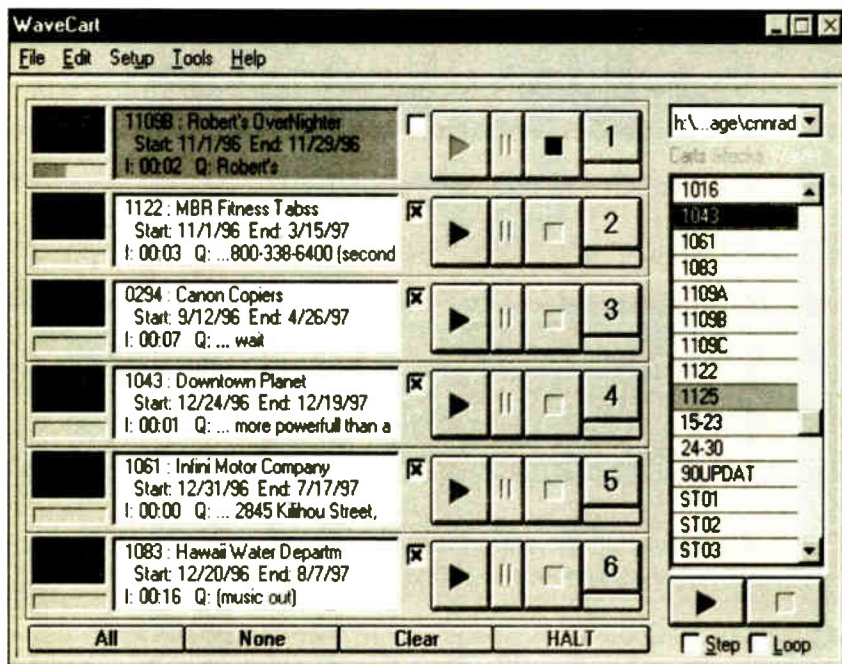 WaveCart
File Edit Setup Tools Help
1109B : Robert's OverNighter
Start: 11/1/96 End: 11/29/96
I: 00:02 Q: Robert's
1
1122 : MBR Fitness Tabss
Start: 11/1/96 End: 3/15/97
I: 00:03 Q: ...800-338-6400 (second
2
0294 : Canon Copiers
Start: 9/12/96 End: 4/26/97
I: 00:07 Q: ... wait
3
1043 : Downtown Planet
Start: 12/24/96 End: 12/19/97
I: 00:01 Q: ... more powerfull than a
4
1061 : Infini Motor Company
Start: 12/31/96 End: 7/17/97
I: 00:00 Q: ... 2845 Kilihou Street,
5
1083 : Hawaii Water Departm
Start: 12/20/96 End: 8/7/97
I: 00:16 Q: (music out)
6
All None Clear HALT
h:\...age\cnnrad
Carts
1016
1043
1061
1083
1109A
1109B
1109C
1122
1125
15-23
24-30
90UPDAT
ST01
ST02
ST03
Step Loop